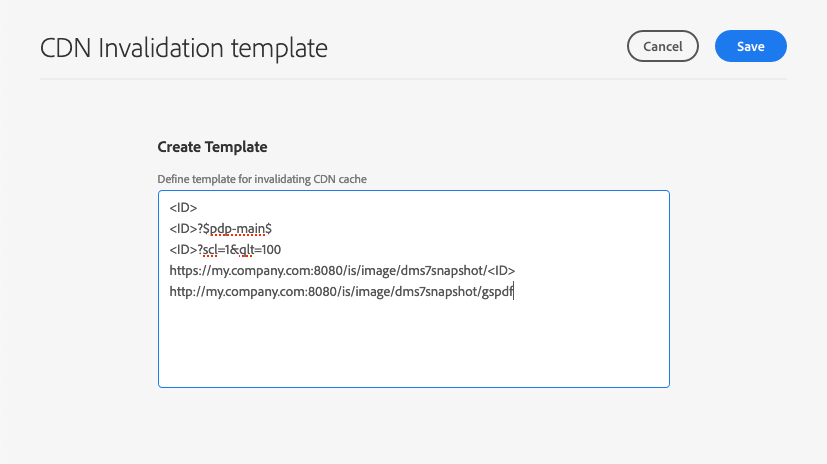 CDN Invalidation template
Cancel
Save
Create Template
Define template for invalidating CDN cache
<ID>
<ID>?$pdp-main$
<ID>?scl=1&qlt=100
https://my.company.com:8080/is/image/dms7snapshot/<ID>
http://my.company.com:8080/is/image/dms7snapshot/gspdf